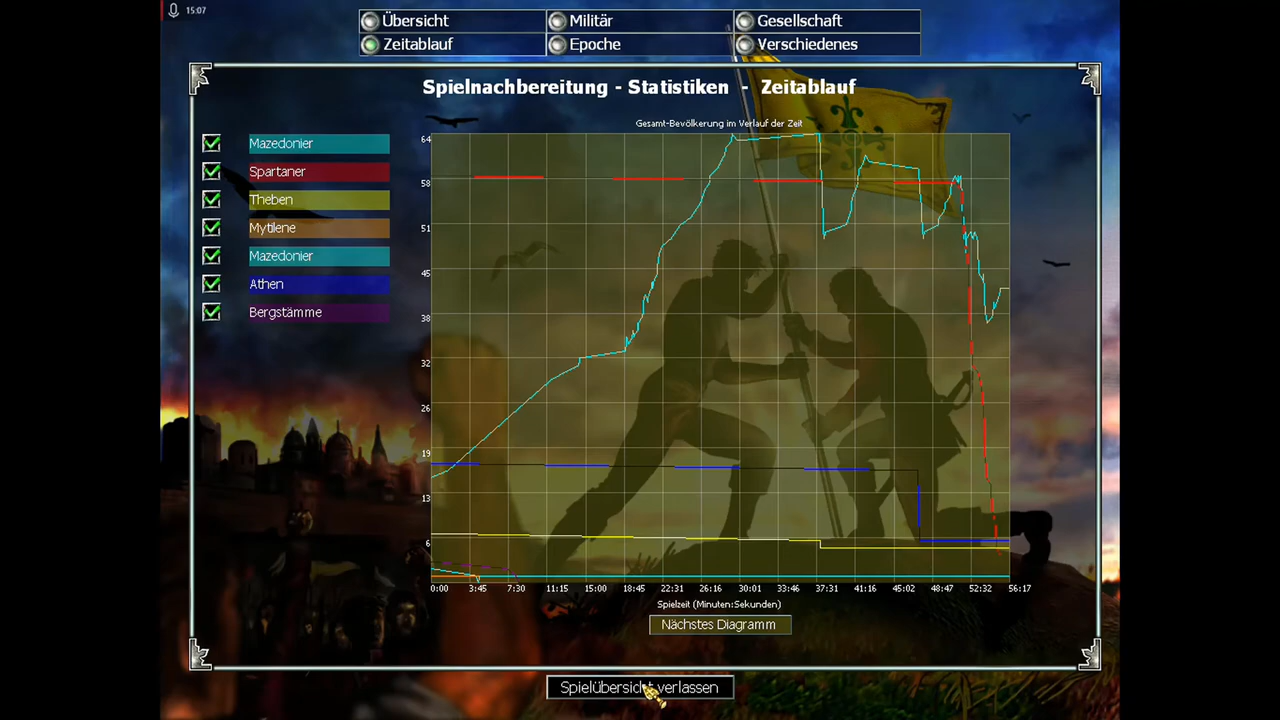 15:07
Übersicht Militär Gesellschaft
Zeitablauf Epoche Verschiedenes
Spielnachbereitung - Statistiken - Zeitablauf
Gesamt-Bevölkerung im Verlauf der Zeit
Mazedonier
Spartaner
Theben
Mytilene
Mazedonier
Athen
Bergstämme
64
58
51
45
38
32
26
19
13
6
0:00 3:45 7:30 11:15 15:00 18:45 22:31 26:16 30:01 33:46 37:31 41:16 45:02 48:47 52:32 56:17
Spielzeit (Minuten:Sekunden)
Nächstes Diagramm
Spielübersicht verlassen